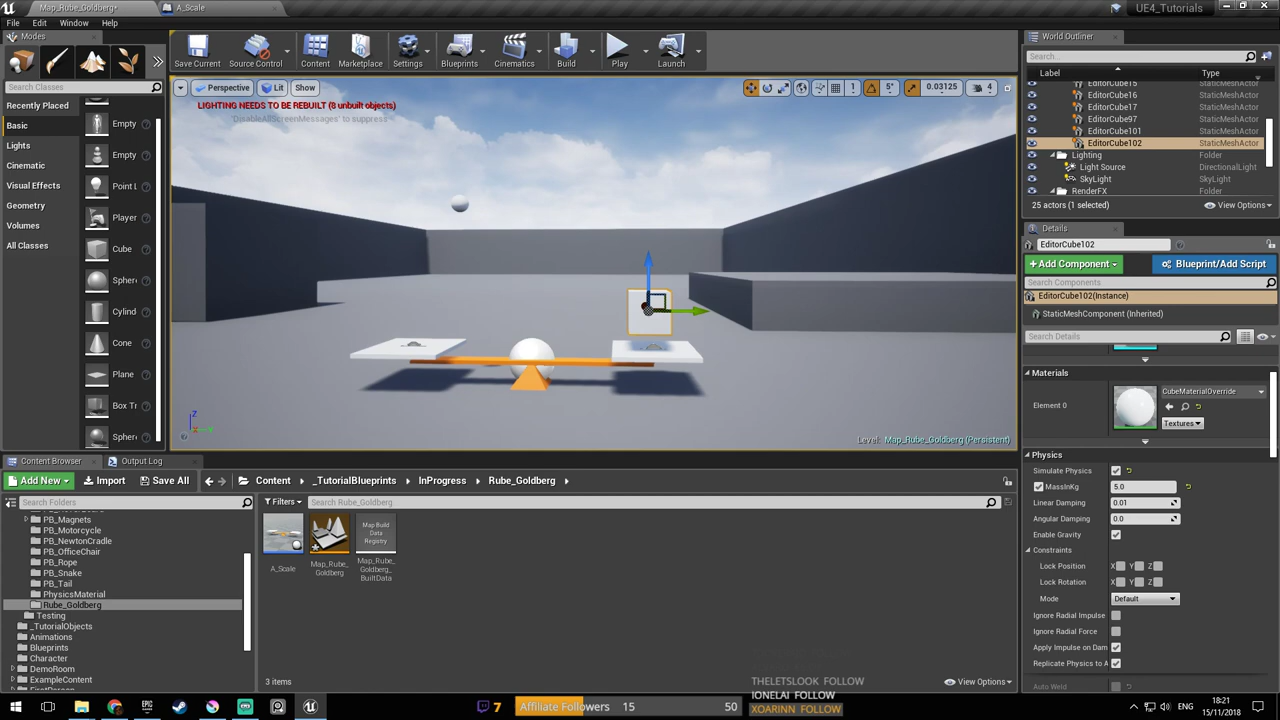 Map_Rube_Goldberg*
A_Scale
UE4_Tutorials
File Edit Window Help
Modes
Search Classes
Recently Placed
Basic
Lights
Cinematic
Visual Effects
Geometry
Volumes
All Classes
Empty
Empty
Point L
Player
Cube
Sphere
Cylind
Cone
Plane
Box Tr
Sphere
Save Current
Source Control
Content
Marketplace
Settings
Blueprints
Cinematics
Build
Play
Launch
Perspective
Lit
Show
1
5°
0.03125
4
LIGHTING NEEDS TO BE REBUILT (8 unbuilt objects)
'DisableAllScreenMessages' to suppress
Z
Level: Map_Rube_Goldberg (Persistent)
World Outliner
Search...
Label Type
EditorCube15 StaticMeshActor
EditorCube16 StaticMeshActor
EditorCube17 StaticMeshActor
EditorCube97 StaticMeshActor
EditorCube101 StaticMeshActor
EditorCube102 StaticMeshActor
Lighting Folder
Light Source DirectionalLight
SkyLight SkyLight
RenderFX Folder
25 actors (1 selected)
View Options
Details
EditorCube102
+Add Component
Blueprint/Add Script
Search Components
EditorCube102(Instance)
StaticMeshComponent (Inherited)
Search Details
Materials
Element 0
CubeMaterialOverride
Textures
Physics
Simulate Physics
MassInKg 5.0
Linear Damping 0.01
Angular Damping 0.0
Enable Gravity
Constraints
Lock Position X Y Z
Lock Rotation X Y Z
Mode Default
Ignore Radial Impulse
Ignore Radial Force
Apply Impulse on Dam
Replicate Physics to A
Auto Weld
Content Browser
Output Log
Add New
Import
Save All
Content
_TutorialBlueprints
InProgress
Rube_Goldberg
Search Folders
Filters
Search Rube_Goldberg
PB_Magnets
PB_Motorcycle
PB_NewtonCradle
PB_OfficeChair
PB_Rope
PB_Snake
PB_Tail
PhysicsMaterial
Rube_Goldberg
Testing
_TutorialObjects
Animations
Blueprints
Character
DemoRoom
ExampleContent
FirstPerson
A_Scale
Map_Rube_
Goldberg
Map Build
Data
Registry
Map_Rube_
Goldberg_
BuiltData
3 items
View Options
THELETSLOOK FOLLOW
IONELAI FOLLOW
XOARINN FOLLOW
7
Affiliate Followers 15 50
ENG
18:21
15/11/2018